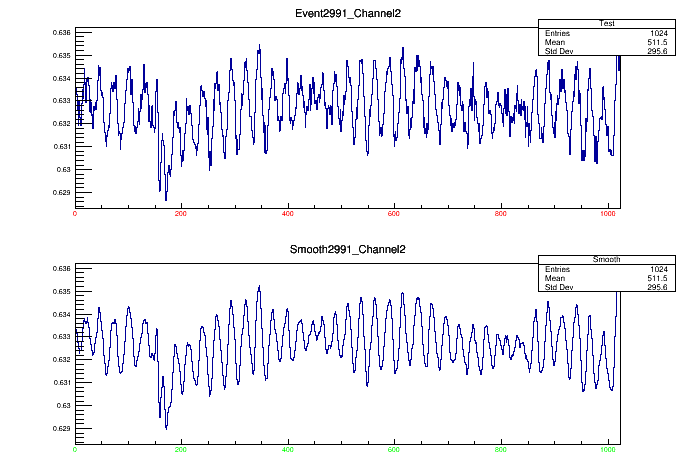 Event2991_Channel2
Test
Entries 1024
Mean 511.5
Std Dev 295.6
0.636
0.635
0.634
0.633
0.632
0.631
0.63
0.629
0 200 400 600 800 1000
Smooth2991_Channel2
Smooth
Entries 1024
Mean 511.5
Std Dev 295.6
0.636
0.635
0.634
0.633
0.632
0.631
0.63
0.629
0 200 400 600 800 1000